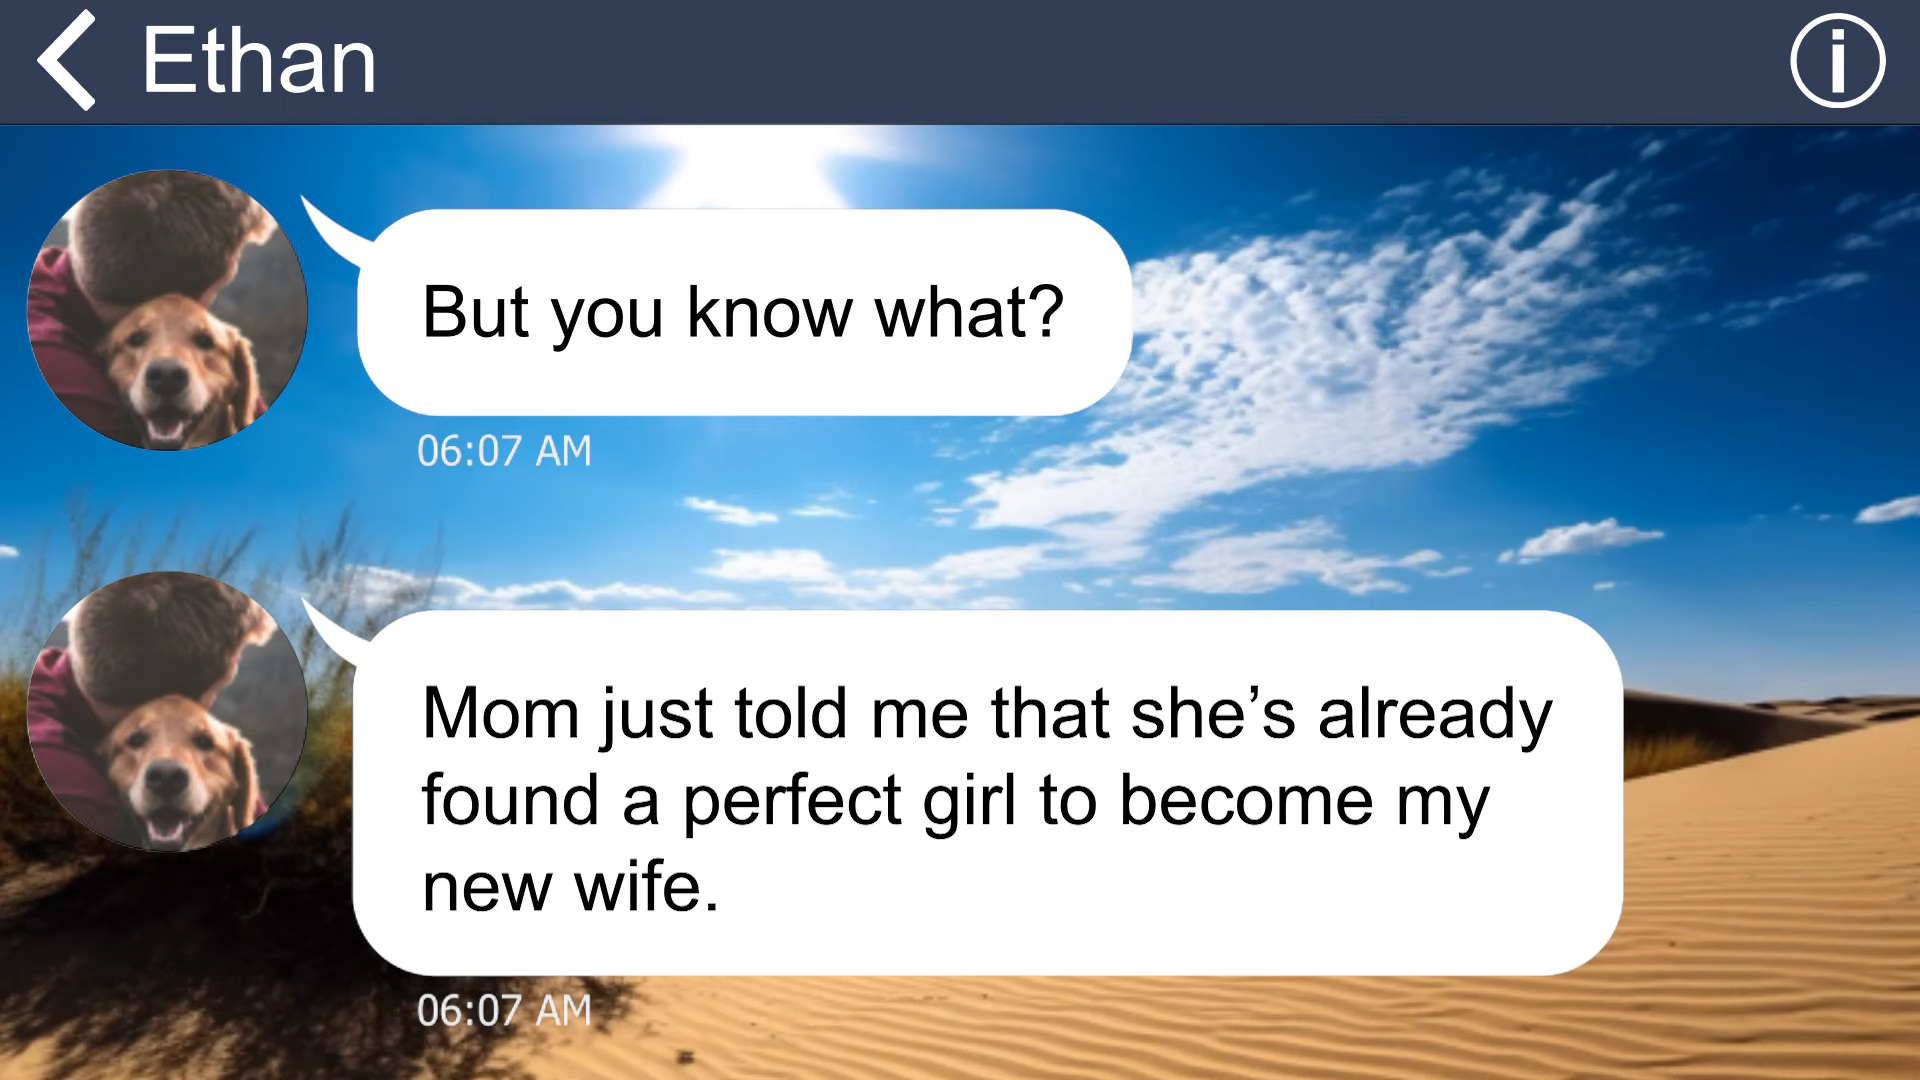 Ethan
But you know what?
06:07 AM
Mom just told me that she’s already
found a perfect girl to become my
new wife.
06:07 AM